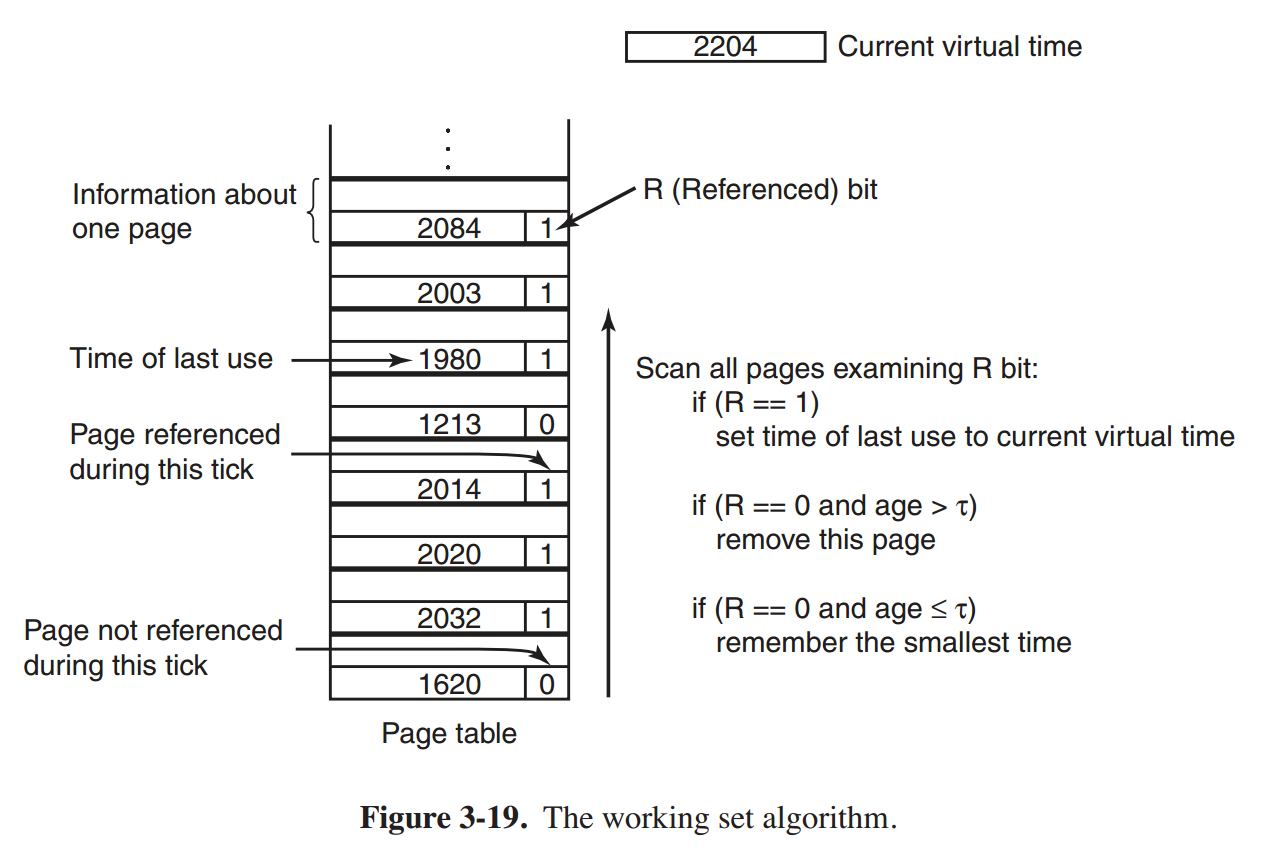 2204 Current virtual time
Information about
one page
R (Referenced) bit
2084 1
2003 1
Time of last use
1980 1
Scan all pages examining R bit:
if (R == 1)
set time of last use to current virtual time
if (R == 0 and age > τ)
remove this page
if (R == 0 and age ≤ τ)
remember the smallest time
1213 0
Page referenced
during this tick
2014 1
2020 1
2032 1
Page not referenced
during this tick
1620 0
Page table
Figure 3-19. The working set algorithm.